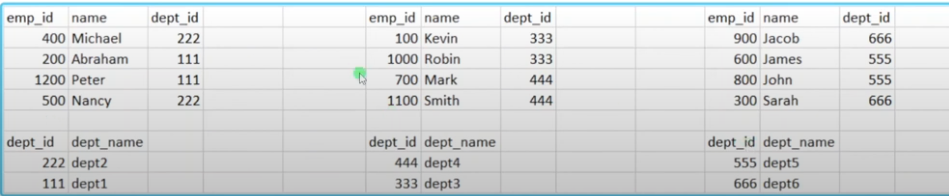 emp_id name dept_id emp_id name dept_id emp_id name dept_id
400 Michael 222 100 Kevin 333 900 Jacob 666
200 Abraham 111 1000 Robin 333 600 James 555
1200 Peter 111 700 Mark 444 800 John 555
500 Nancy 222 1100 Smith 444 300 Sarah 666
dept_id dept_name dept_id dept_name dept_id dept_name
222 dept2 444 dept4 555 dept5
111 dept1 333 dept3 666 dept6